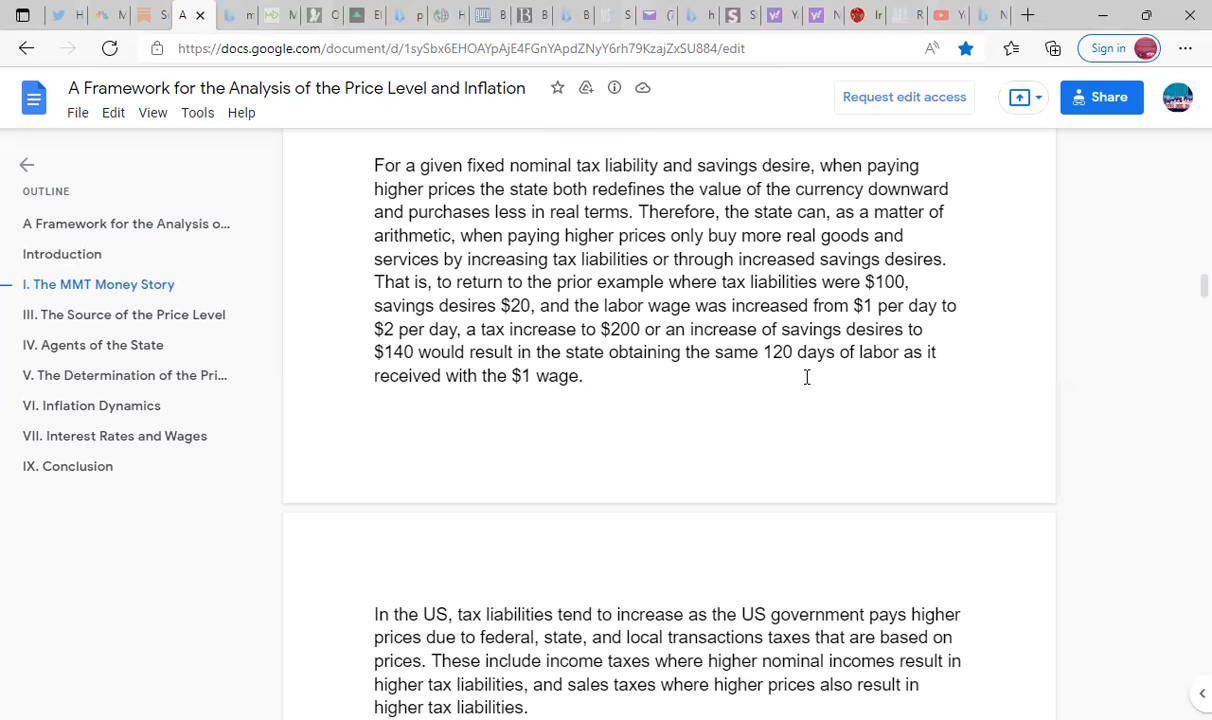 https://docs.google.com/document/d/1sySbx6EHOAYpAjE4FGnYApdZNyY6rh79KzajZxSU884/edit
Sign in
A Framework for the Analysis of the Price Level and Inflation
File Edit View Tools Help
Request edit access
Share
OUTLINE
A Framework for the Analysis o...
Introduction
I. The MMT Money Story
III. The Source of the Price Level
IV. Agents of the State
V. The Determination of the Pri...
VI. Inflation Dynamics
VII. Interest Rates and Wages
IX. Conclusion
For a given fixed nominal tax liability and savings desire, when paying
higher prices the state both redefines the value of the currency downward
and purchases less in real terms. Therefore, the state can, as a matter of
arithmetic, when paying higher prices only buy more real goods and
services by increasing tax liabilities or through increased savings desires.
That is, to return to the prior example where tax liabilities were $100,
savings desires $20, and the labor wage was increased from $1 per day to
$2 per day, a tax increase to $200 or an increase of savings desires to
$140 would result in the state obtaining the same 120 days of labor as it
received with the $1 wage.
In the US, tax liabilities tend to increase as the US government pays higher
prices due to federal, state, and local transactions taxes that are based on
prices. These include income taxes where higher nominal incomes result in
higher tax liabilities, and sales taxes where higher prices also result in
higher tax liabilities.